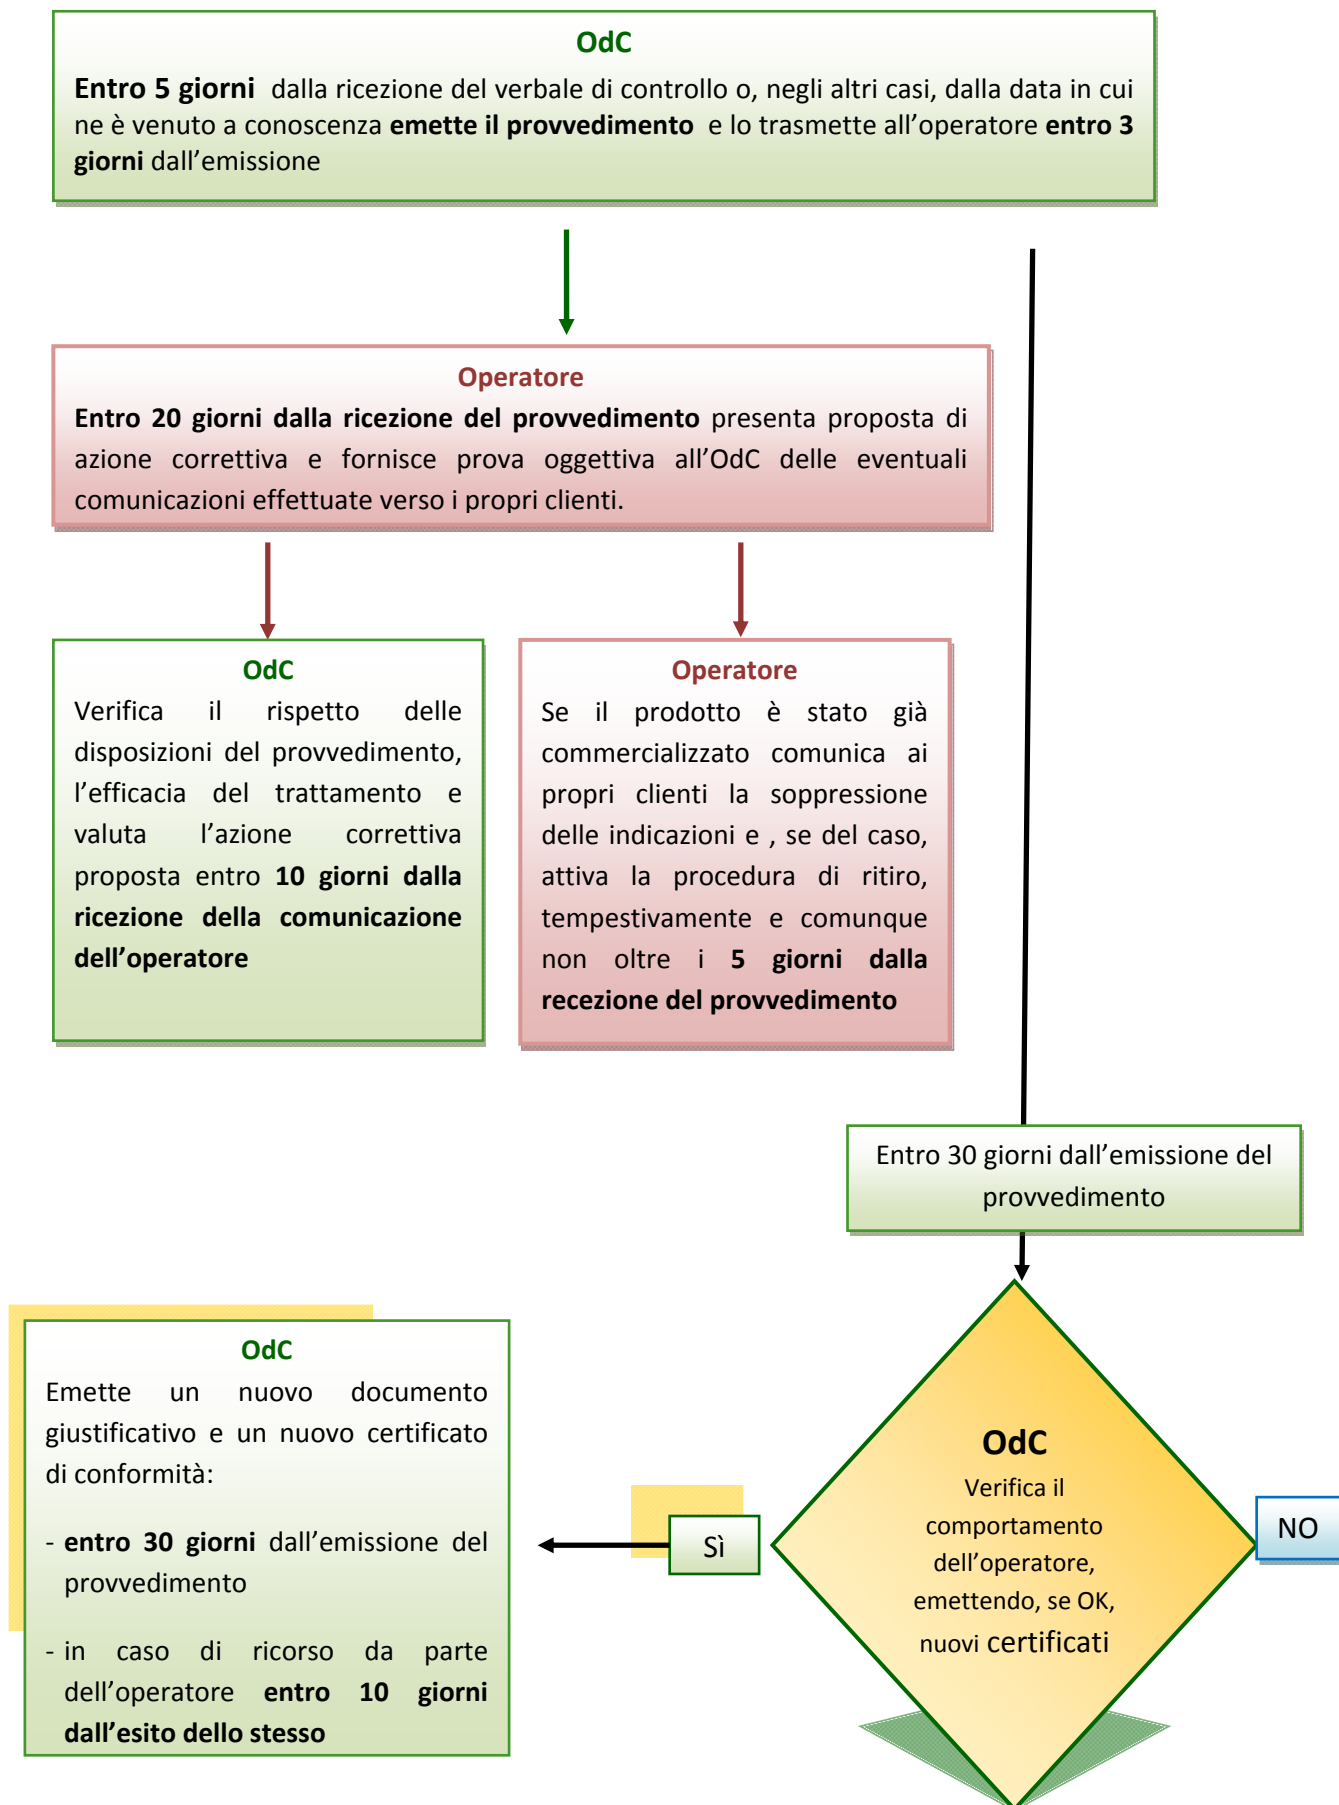 OdC
Entro 5 giorni dalla ricezione del verbale di controllo o, negli altri casi, dalla data in cui
ne è venuto a conoscenza emette il provvedimento e lo trasmette all’operatore entro 3
giorni dall’emissione
Operatore
Entro 20 giorni dalla ricezione del provvedimento presenta proposta di
azione correttiva e fornisce prova oggettiva all’OdC delle eventuali
comunicazioni effettuate verso i propri clienti.
OdC
Verifica il rispetto delle
disposizioni del provvedimento,
l’efficacia del trattamento e
valuta l’azione correttiva
proposta entro 10 giorni dalla
ricezione della comunicazione
dell’operatore
Operatore
Se il prodotto è stato già
commercializzato comunica ai
propri clienti la soppressione
delle indicazioni e , se del caso,
attiva la procedura di ritiro,
tempestivamente e comunque
non oltre i 5 giorni dalla
recezione del provvedimento
Entro 30 giorni dall’emissione del
provvedimento
OdC
Verifica il
comportamento
dell’operatore,
emettendo, se OK,
nuovi certificati
NO
Sì
OdC
Emette un nuovo documento
giustificativo e un nuovo certificato
di conformità:
- entro 30 giorni dall’emissione del
provvedimento
- in caso di ricorso da parte
dell’operatore entro 10 giorni
dall’esito dello stesso